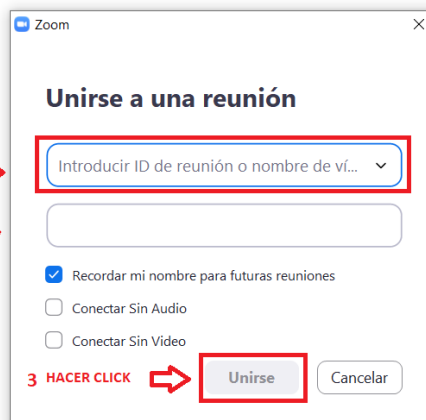 Zoom
Unirse a una reunión
Introducir ID de reunión o nombre de ví...
Recordar mi nombre para futuras reuniones
Conectar Sin Audio
Conectar Sin Video
3 HACER CLICK
Unirse
Cancelar